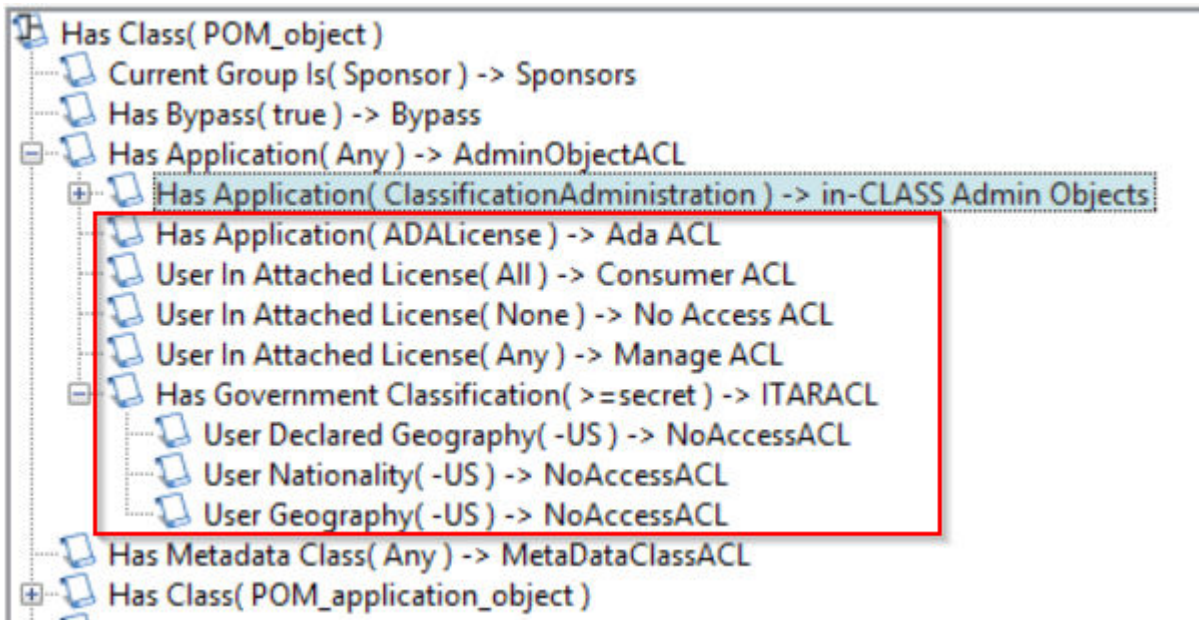 Has Class( POM_object )
Current Group Is( Sponsor ) -> Sponsors
Has Bypass( true ) -> Bypass
Has Application( Any ) -> AdminObjectACL
Has Application( ClassificationAdministration ) -> in-CLASS Admin Objects
Has Application( ADALicense ) -> Ada ACL
User In Attached License( All ) -> Consumer ACL
User In Attached License( None ) -> No Access ACL
User In Attached License( Any ) -> Manage ACL
Has Government Classification( >=secret ) -> ITARACL
User Declared Geography( -US ) -> NoAccessACL
User Nationality( -US ) -> NoAccessACL
User Geography( -US ) -> NoAccessACL
Has Metadata Class( Any ) -> MetaDataClassACL
Has Class( POM_application_object )